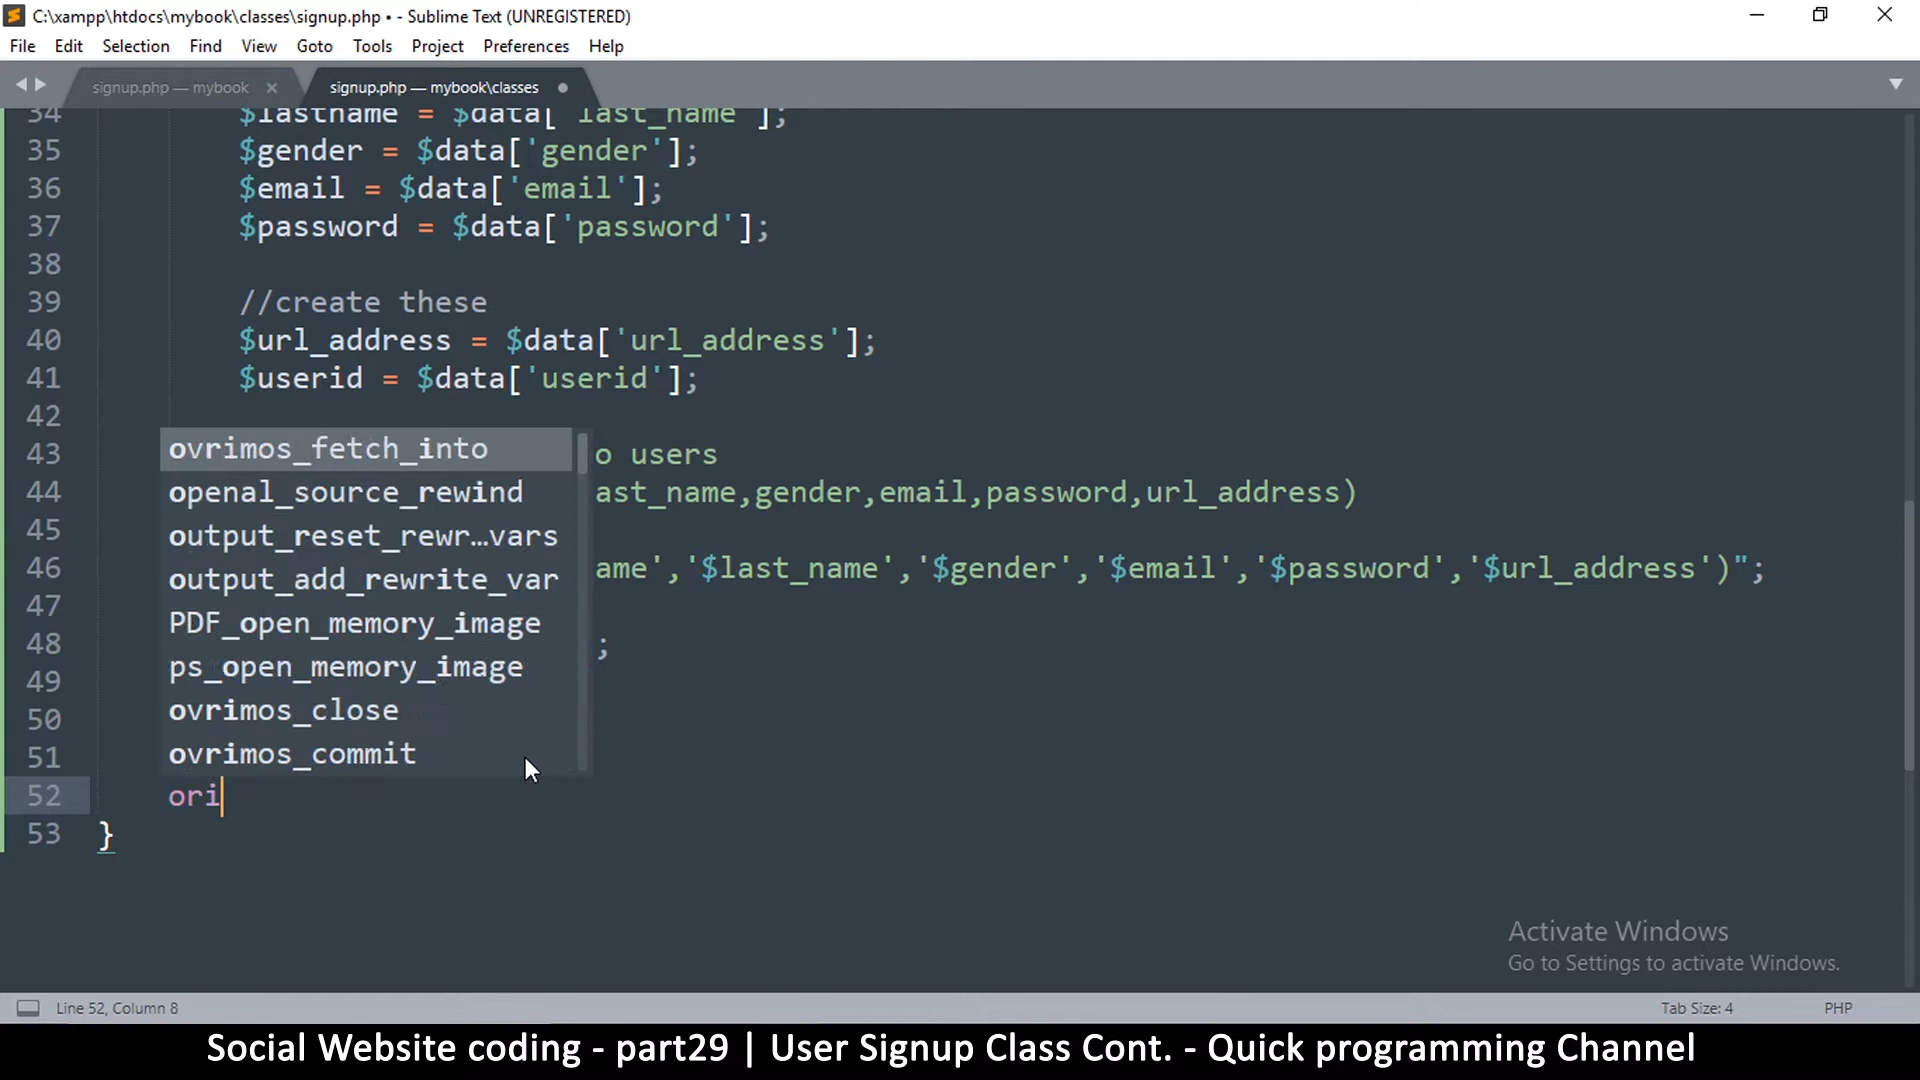 C:\xampp\htdocs\mybook\classes\signup.php • - Sublime Text (UNREGISTERED)
File Edit Selection Find View Goto Tools Project Preferences Help
signup.php — mybook × signup.php — mybook\classes
34 $lastname = $data['last_name'];
35 $gender = $data['gender'];
36 $email = $data['email'];
37 $password = $data['password'];
38
39 //create these
40 $url_address = $data['url_address'];
41 $userid = $data['userid'];
42
43 o users
44 ast_name,gender,email,password,url_address)
45
46 ame','$last_name','$gender','$email','$password','$url_address')";
47
48 ;
49
50
51
ovrimos_fetch_into
openal_source_rewind
output_reset_rewr…vars
output_add_rewrite_var
PDF_open_memory_image
ps_open_memory_image
ovrimos_close
ovrimos_commit
52 ori
53 }
Activate Windows
Go to Settings to activate Windows.
Line 52, Column 8 Tab Size: 4 PHP
Social Website coding - part29 | User Signup Class Cont. - Quick programming Channel